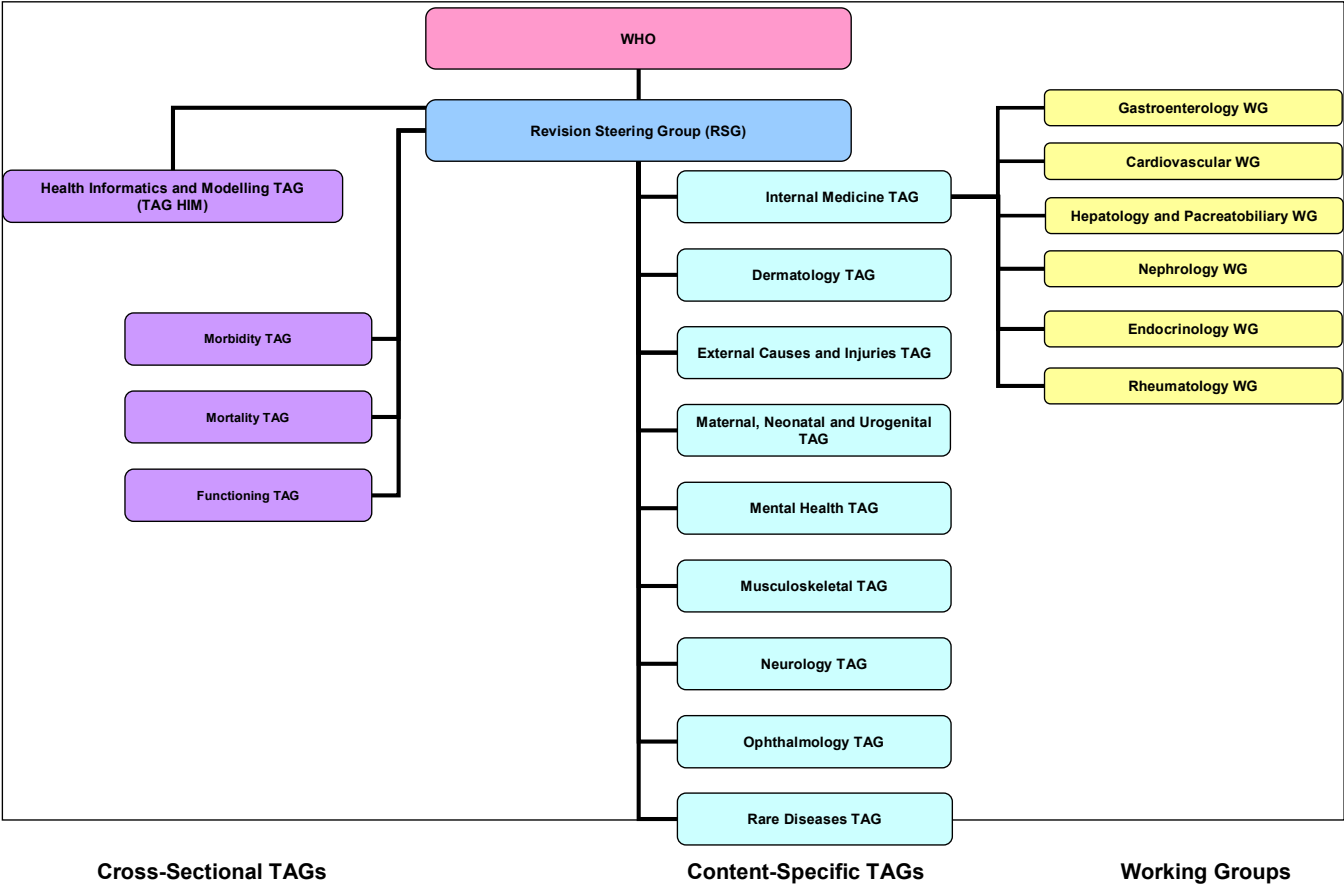 WHO
Revision Steering Group (RSG)
Health Informatics and Modelling TAG
(TAG HIM)
Morbidity TAG
Mortality TAG
Functioning TAG
Internal Medicine TAG
Dermatology TAG
External Causes and Injuries TAG
Maternal, Neonatal and Urogenital
TAG
Mental Health TAG
Musculoskeletal TAG
Neurology TAG
Ophthalmology TAG
Rare Diseases TAG
Gastroenterology WG
Cardiovascular WG
Hepatology and Pacreatobiliary WG
Nephrology WG
Endocrinology WG
Rheumatology WG
Cross-Sectional TAGs
Content-Specific TAGs
Working Groups